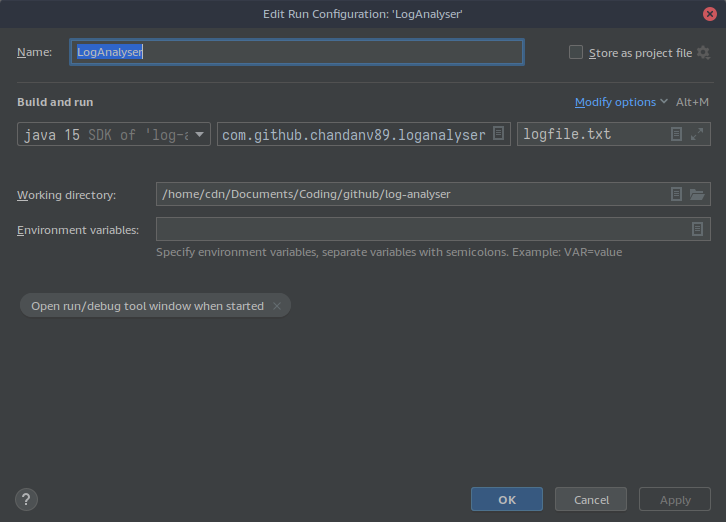 Edit Run Configuration: 'LogAnalyser'
Name: LogAnalyser Store as project file
Build and run Modify options Alt+M
java 15 SDK of 'log- com.github.chandanv89.loganalyser logfile.txt
Working directory: /home/cdn/Documents/Coding/github/log-analyser
Environment variables:
Specify environment variables, separate variables with semicolons. Example: VAR=value
Open run/debug tool window when started ×
? OK Cancel Apply